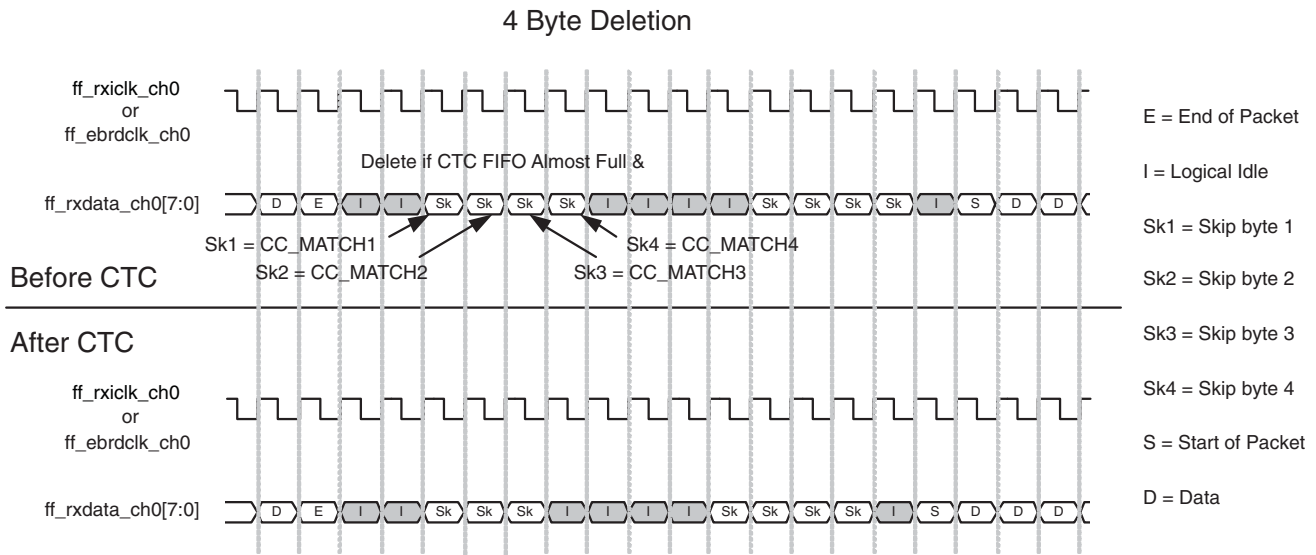 4 Byte Deletion
ff_rxiclk_ch0
or
ff_ebrdclk_ch0
Delete if CTC FIFO Almost Full &
ff_rxdata_ch0[7:0]
D E I I Sk Sk Sk Sk I I I I Sk Sk Sk Sk I S D D
Sk1 = CC_MATCH1
Sk4 = CC_MATCH4
Sk2 = CC_MATCH2
Sk3 = CC_MATCH3
Before CTC
After CTC
ff_rxiclk_ch0
or
ff_ebrdclk_ch0
ff_rxdata_ch0[7:0]
D E I I Sk Sk Sk I I I I Sk Sk Sk Sk I S D D D
E = End of Packet
I = Logical Idle
Sk1 = Skip byte 1
Sk2 = Skip byte 2
Sk3 = Skip byte 3
Sk4 = Skip byte 4
S = Start of Packet
D = Data